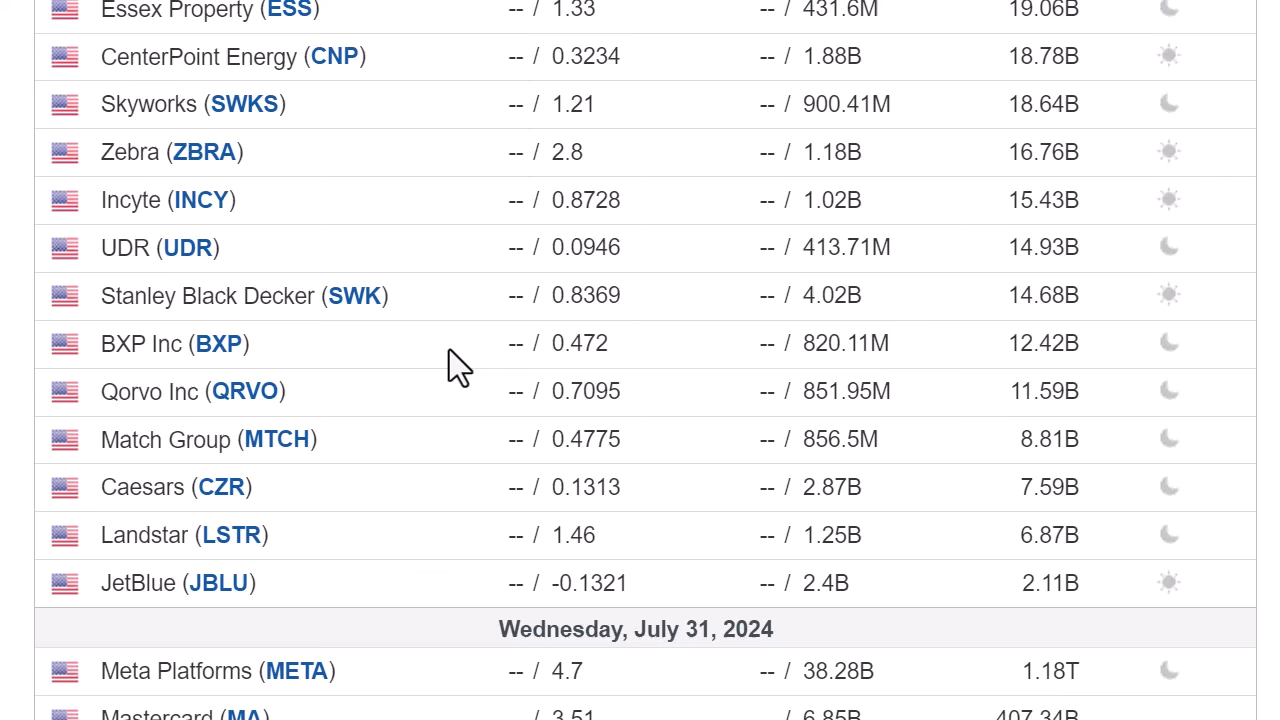 Essex Property (ESS) -- / 1.33 -- / 431.6M 19.06B
CenterPoint Energy (CNP) -- / 0.3234 -- / 1.88B 18.78B
Skyworks (SWKS) -- / 1.21 -- / 900.41M 18.64B
Zebra (ZBRA) -- / 2.8 -- / 1.18B 16.76B
Incyte (INCY) -- / 0.8728 -- / 1.02B 15.43B
UDR (UDR) -- / 0.0946 -- / 413.71M 14.93B
Stanley Black Decker (SWK) -- / 0.8369 -- / 4.02B 14.68B
BXP Inc (BXP) -- / 0.472 -- / 820.11M 12.42B
Qorvo Inc (QRVO) -- / 0.7095 -- / 851.95M 11.59B
Match Group (MTCH) -- / 0.4775 -- / 856.5M 8.81B
Caesars (CZR) -- / 0.1313 -- / 2.87B 7.59B
Landstar (LSTR) -- / 1.46 -- / 1.25B 6.87B
JetBlue (JBLU) -- / -0.1321 -- / 2.4B 2.11B
Wednesday, July 31, 2024
Meta Platforms (META) -- / 4.7 -- / 38.28B 1.18T
Mastercard (MA) -- / 3.51 -- / 6.85B 407.34B